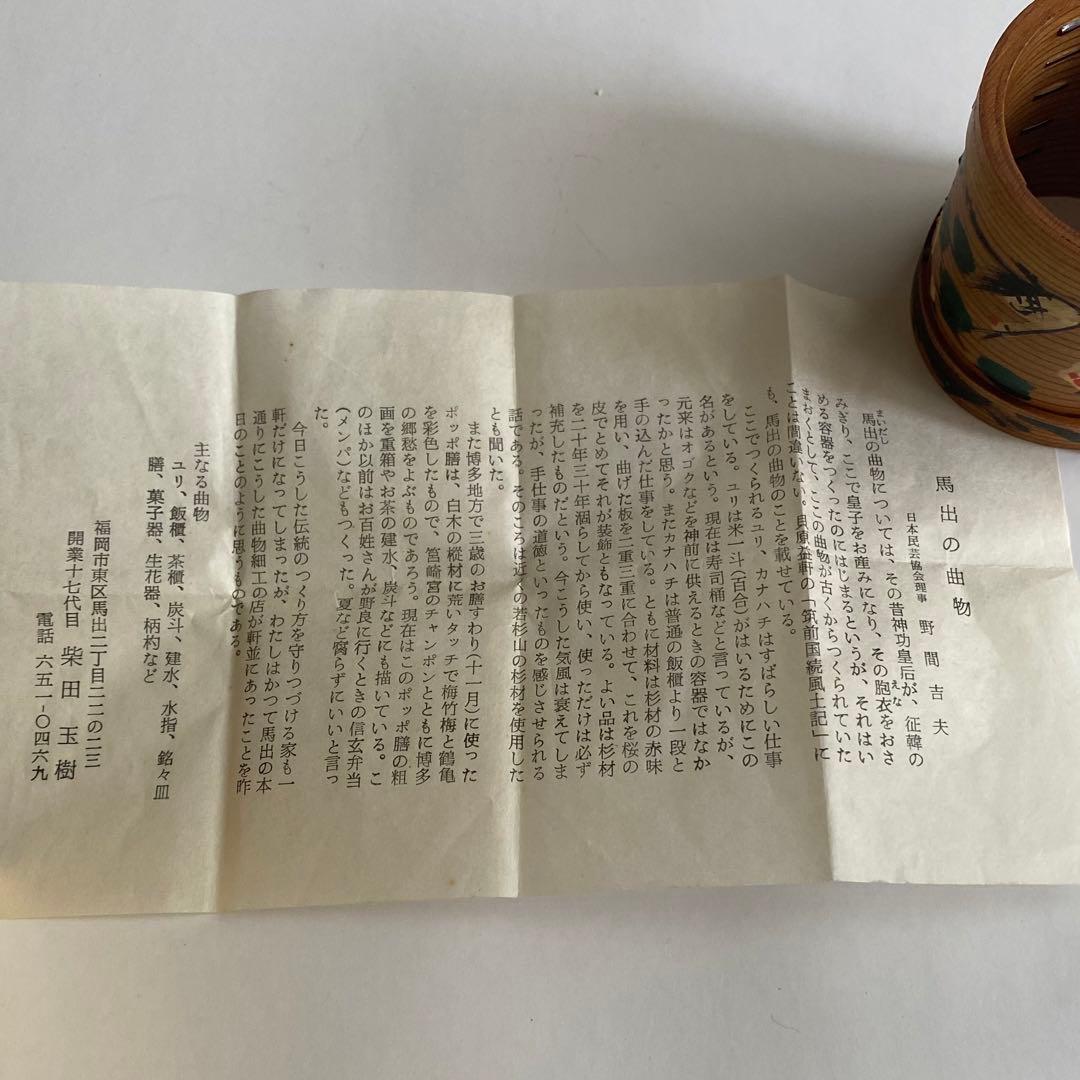 馬出の曲物
日本民芸協会理事 野間吉夫
まいだし
馬出の曲物については、その昔神功皇后が、征韓の
みぎり、ここで皇子をお産みになり、その胞衣をおさ
えな
める容器をつくったのにはじまるというが、それはい
まおくとして、ここの曲物が古くからつくられていた
ことは間違いない。貝原益軒の「筑前国続風土記」に
も、馬出の曲物のことを載せている。
ここでつくられるユリ、カナハチはすばらしい仕事
をしている。ユリは米一斗(百合)がはいるためにこの
名があるという。現在は寿司桶などと言っているが、
元来はオゴクなどを神前に供えるときの容器ではなか
ったかと思う。またカナハチは普通の飯櫃より一段と
手の込んだ仕事をしている。ともに材料は杉材の赤味
を用い、曲げた板を二重三重に合わせて、これを桜の
皮でとめてそれが装飾ともなっている。よい品は杉材
を二十年三十年涸らしてから使い、使っただけは必ず
補充したものだという。今こうした気風は衰えてしま
ったが、手仕事の道徳といったものを感じさせられる
話である。そのころは近くの若杉山の杉材を使用した
とも聞いた。
また博多地方で三歳のお膳すわり(十一月)に使った
ポッポ膳は、白木の樅材に荒いタッチで梅竹梅と鶴亀
を彩色したもので、筥崎宮のチャンポンとともに博多
の郷愁をよぶものであろう。現在はこのポッポ膳の粗
画を重箱やお茶の建水、炭斗などにも描いている。こ
のほか以前はお百姓さんが野良に行くときの信玄弁当
(メンパ)などもつくった。夏など腐らずにいいと言っ
た。
今日こうした伝統のつくり方を守りつづける家も一
軒だけになってしまったが、わたしはかつて馬出の本
通りにこうした曲物細工の店が軒並にあったことを昨
日のことのように思うものである。
主なる曲物
ユリ、飯櫃、茶櫃、炭斗、建水、水指、銘々皿
膳、菓子器、生花器、柄杓など
福岡市東区馬出二丁目二二の二三
開業十七代目 柴田玉樹
電話 六五一-〇四六九